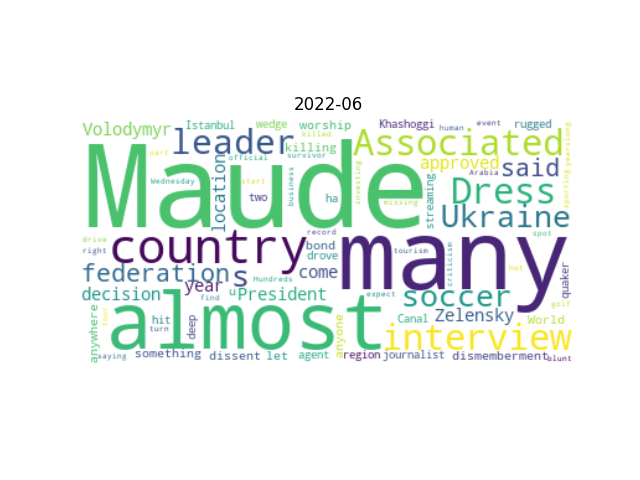 2022-06
Volodymyr Istanbul wedge worship Khashoggi human event rugged
leader killed Associated
part official killing survivor approved said
Maude
Wednesday start two ha business investing missing streaming Arabia Dress sporting yearslong
location Ukraine
drive right country record bond drove many tourism criticism spot
federations s come hot quaker
decision year u President Hundreds expect soccer
find almost golf
anywhere tour hit turn deep anyone Canal Zelensky World
interview
saying something dissent let agent region journalist dismemberment blunt